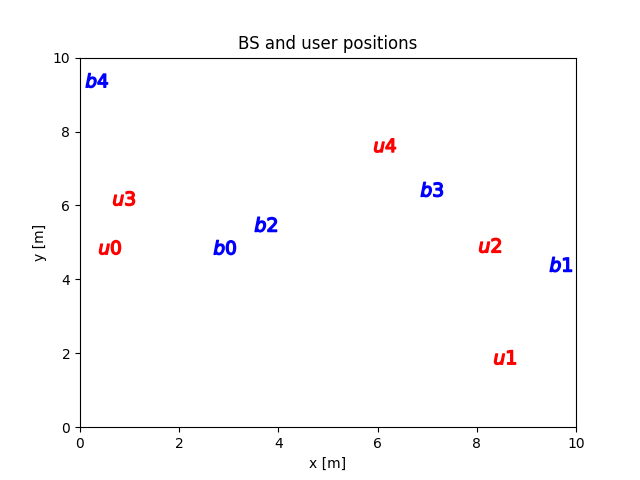 BS and user positions
10
b4
8
u4
u3
b3
6
b2
u0
b0
u2
b1
4
y [m]
2
u1
0
0 2 4 6 8 10
x [m]